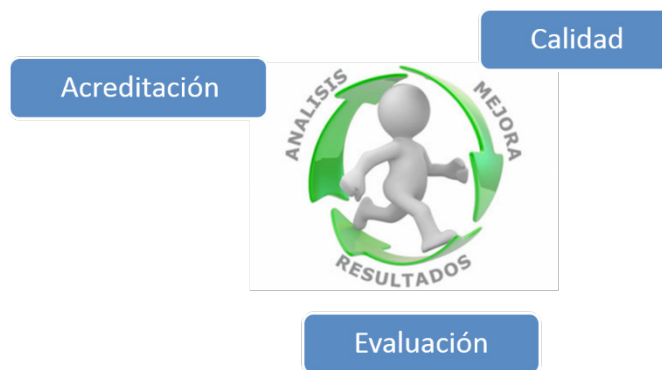 Calidad
Acreditación
ANALISIS
MEJORA
RESULTADOS
Evaluación